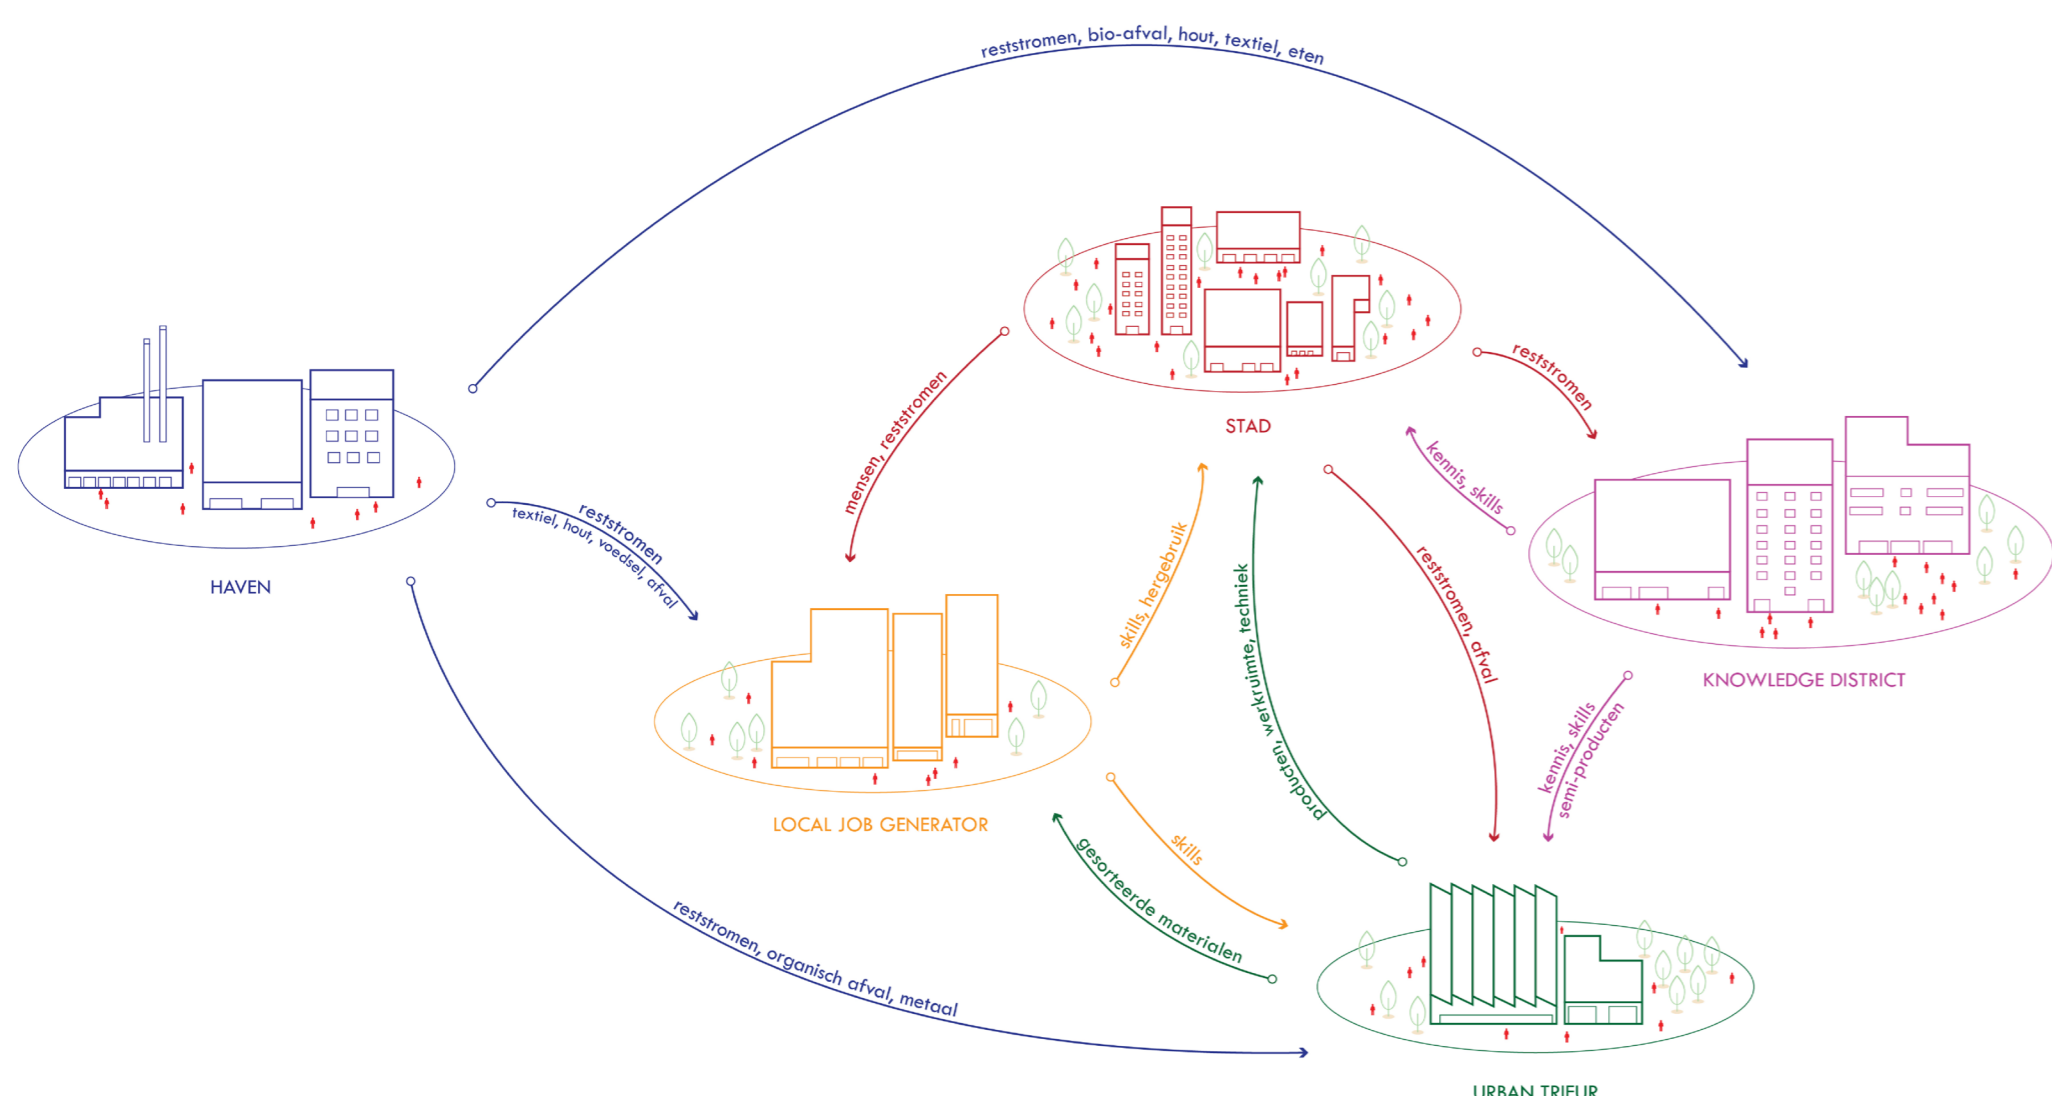 reststromen, bio-afval, hout, textiel, eten
STAD
reststromen
mensen, reststromen
kennis, skills
HAVEN
reststromen
textiel, hout, voedsel, afval
skills, hergebruik
producten, werkruimte, techniek
reststromen, afval
KNOWLEDGE DISTRICT
kennis, skills
semi-producten
LOCAL JOB GENERATOR
skills
gesorteerde materialen
reststromen, organisch afval, metaal
URBAN TRIEUR